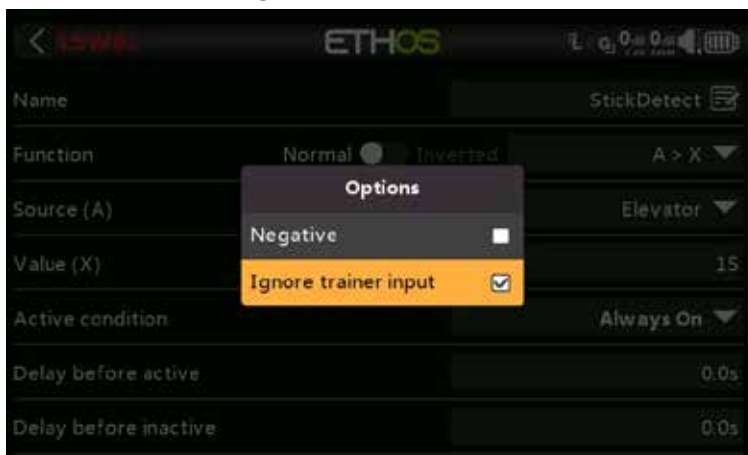 LSW8:
ETHOS
Name
StickDetect
Function Normal Inverted A > X
Options
Source (A) Elevator
Negative
Value (X) 15
Ignore trainer input
Active condition Always On
Delay before active 0.0s
Delay before inactive 0.0s